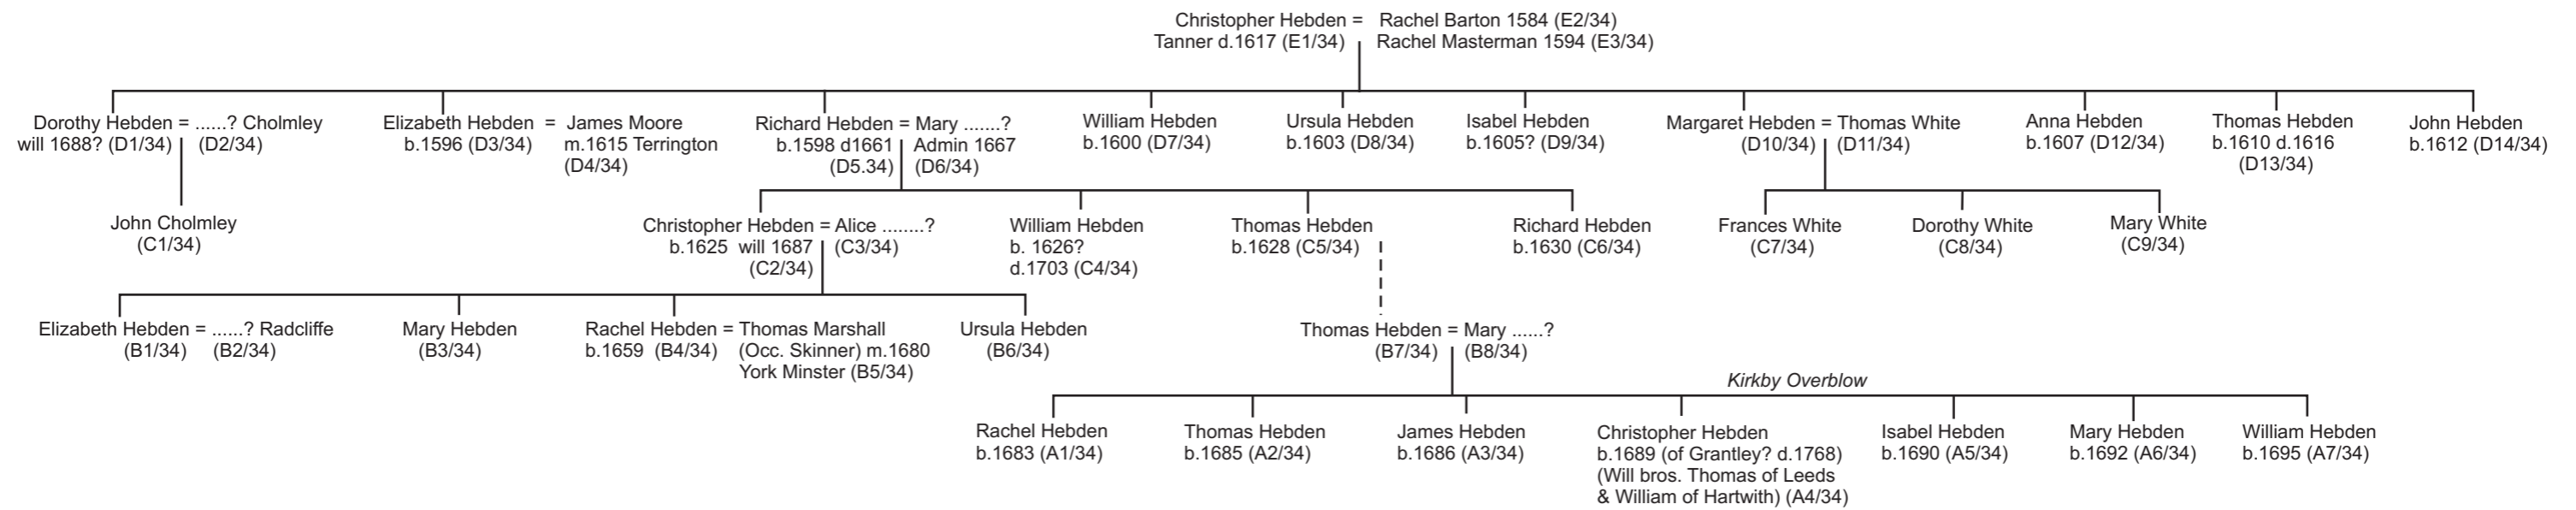 Christopher Hebden = Rachel Barton 1584 (E2/34)
Tanner d.1617 (E1/34) Rachel Masterman 1594 (E3/34)
Dorothy Hebden = ......? Cholmley
will 1688? (D1/34) (D2/34)
Elizabeth Hebden = James Moore
b.1596 (D3/34) m.1615 Terrington
(D4/34)
Richard Hebden = Mary .......?
b.1598 d1661 Admin 1667
(D5.34) (D6/34)
William Hebden
b.1600 (D7/34)
Ursula Hebden
b.1603 (D8/34)
Isabel Hebden
b.1605? (D9/34)
Margaret Hebden = Thomas White
(D10/34) (D11/34)
Anna Hebden
b.1607 (D12/34)
Thomas Hebden
b.1610 d.1616
(D13/34)
John Hebden
b.1612 (D14/34)
John Cholmley
(C1/34)
Christopher Hebden = Alice ........?
b.1625 will 1687 (C3/34)
(C2/34)
William Hebden
b. 1626?
d.1703 (C4/34)
Thomas Hebden
b.1628 (C5/34)
Richard Hebden
b.1630 (C6/34)
Frances White
(C7/34)
Dorothy White
(C8/34)
Mary White
(C9/34)
Elizabeth Hebden = ......? Radcliffe
(B1/34) (B2/34)
Mary Hebden
(B3/34)
Rachel Hebden = Thomas Marshall
b.1659 (B4/34) (Occ. Skinner) m.1680
York Minster (B5/34)
Ursula Hebden
(B6/34)
Thomas Hebden = Mary ......?
(B7/34) (B8/34)
Kirkby Overblow
Rachel Hebden
b.1683 (A1/34)
Thomas Hebden
b.1685 (A2/34)
James Hebden
b.1686 (A3/34)
Christopher Hebden
b.1689 (of Grantley? d.1768)
(Will bros. Thomas of Leeds
& William of Hartwith) (A4/34)
Isabel Hebden
b.1690 (A5/34)
Mary Hebden
b.1692 (A6/34)
William Hebden
b.1695 (A7/34)